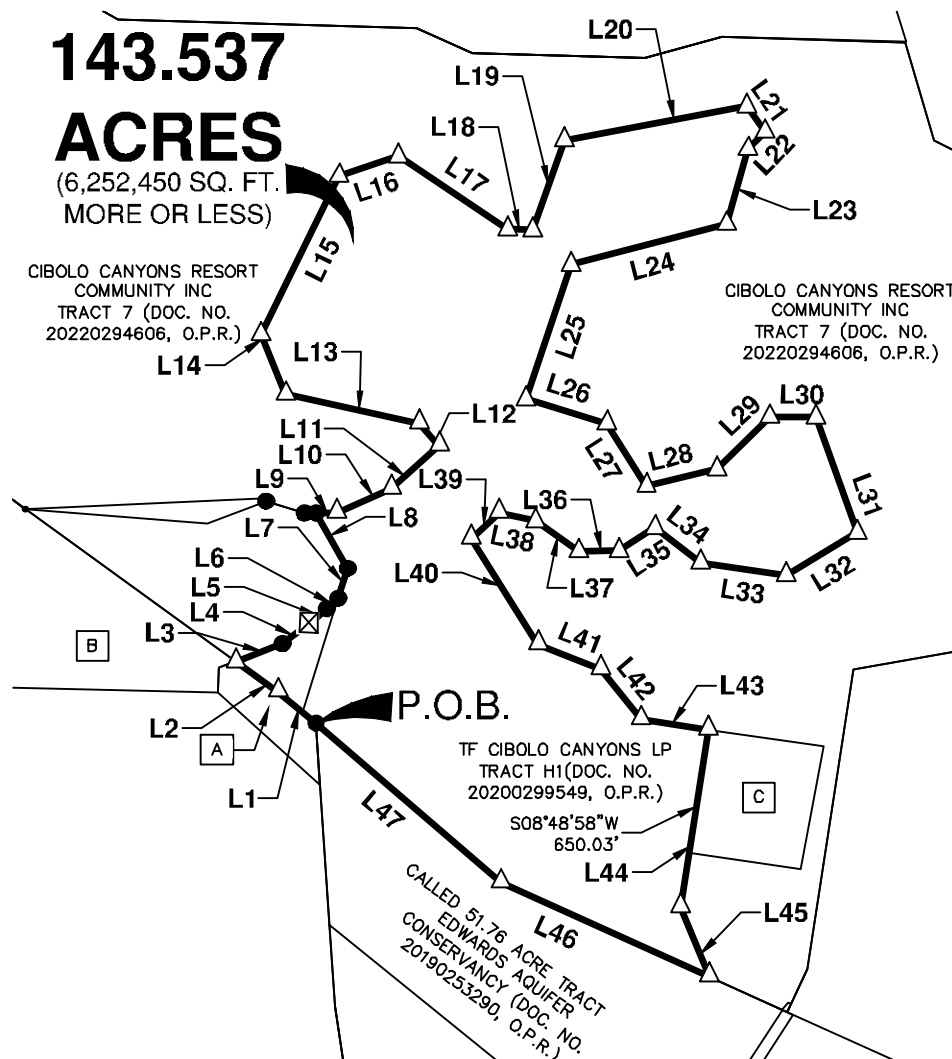 143.537
ACRES
(6,252,450 SQ. FT.
MORE OR LESS)
CIBOLO CANYONS RESORT
COMMUNITY INC
TRACT 7 (DOC. NO.
20220294606, O.P.R.)
L20
L19
L18
L21
L22
L16
L17
L23
L15
L24
CIBOLO CANYONS RESORT
COMMUNITY INC
TRACT 7 (DOC. NO.
20220294606, O.P.R.)
L25
L14
L13
L26
L12
L30
L29
L11
L10
L27
L28
L39
L36
L9
L8
L7
L38
L37
L35
L34
L31
L32
L33
L6
L5
L4
L40
L3
B
L41
L42
L43
L2
A
P.O.B.
L1
L47
TF CIBOLO CANYONS LP
TRACT H1(DOC. NO.
20200299549, O.P.R.)
S08°48'58"W
650.03'
C
L44
L46
L45
CALLED 51.76 ACRE TRACT
EDWARDS AQUIFER
CONSERVANCY (DOC. NO.
20190253290, O.P.R.)